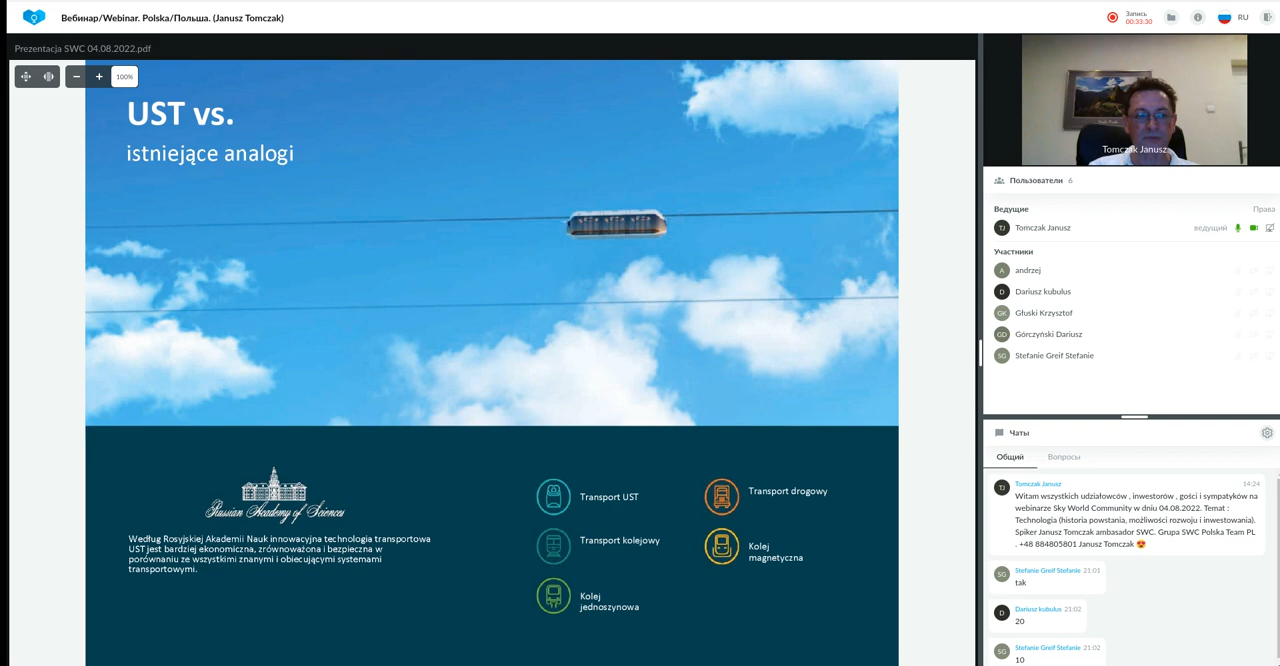 Вебинар/Webinar. Polska/Польша. (Janusz Tomczak)
Запись
00:33:30
RU
Prezentacja SWC 04.08.2022.pdf
100%
UST vs.
istniejące analogi
Russian Academy of Sciences
Według Rosyjskiej Akademii Nauk innowacyjna technologia transportowa
UST jest bardziej ekonomiczna, zrównoważona i bezpieczna w
porównaniu ze wszystkimi znanymi i obiecującymi systemami
transportowymi.
Transport UST
Transport kolejowy
Kolej
jednoszynowa
Transport drogowy
Kolej
magnetyczna
Tomczak Janusz
Пользователи 6
Ведущие Права
TJ Tomczak Janusz ведущий
Участники
A andrzej
D Dariusz kubulus
GK Głuski Krzysztof
GD Górczyński Dariusz
SG Stefanie Greif Stefanie
Чаты
Общий Вопросы
TJ Tomczak Janusz 14:24
Witam wszystkich udziałowców , inwestorów , gości i sympatyków na
webinarze Sky World Community w dniu 04.08.2022. Temat :
Technologia (historia powstania, możliwości rozwoju i inwestowania).
Spiker Janusz Tomczak ambasador SWC. Grupa SWC Polska Team PL
. +48 884805801 Janusz Tomczak 😍
SG Stefanie Greif Stefanie 21:01
tak
D Dariusz kubulus 21:02
20
SG Stefanie Greif Stefanie 21:02
10